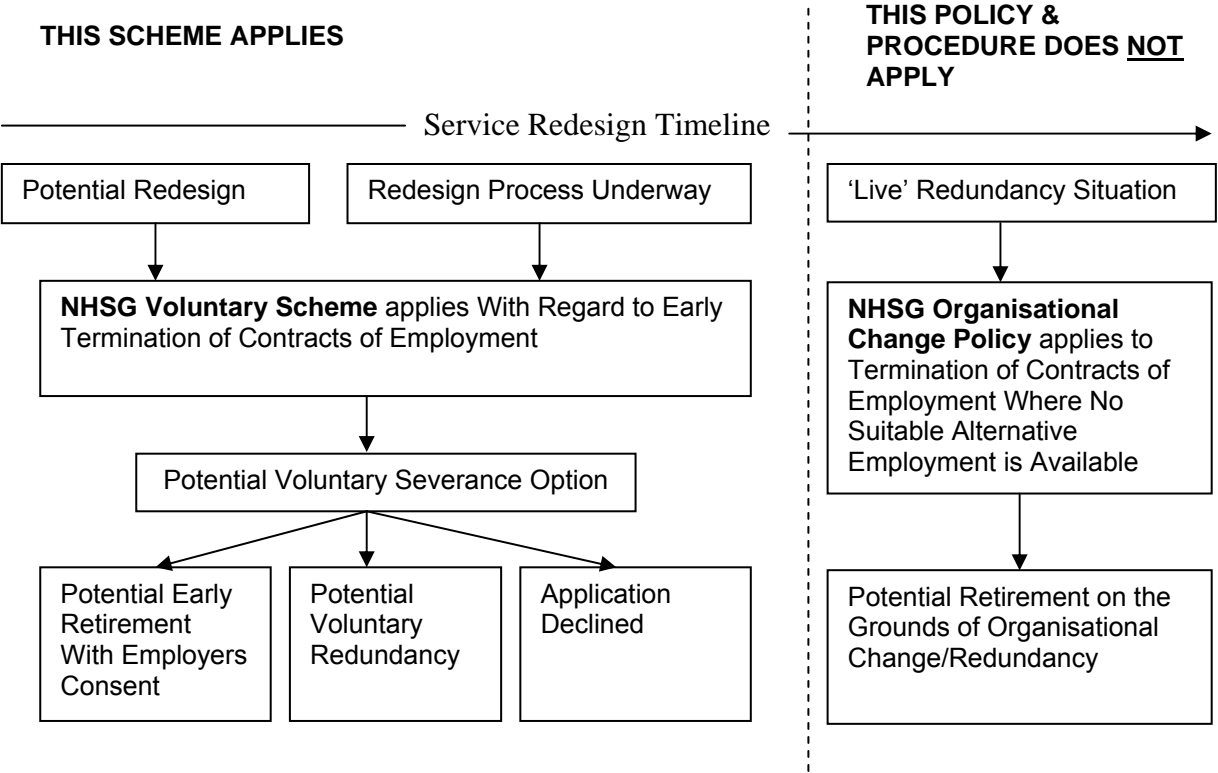 THIS SCHEME APPLIES
THIS POLICY &
PROCEDURE DOES NOT
APPLY
Service Redesign Timeline
Potential Redesign
Redesign Process Underway
‘Live’ Redundancy Situation
NHSG Voluntary Scheme applies With Regard to Early
Termination of Contracts of Employment
NHSG Organisational
Change Policy applies to
Termination of Contracts of
Employment Where No
Suitable Alternative
Employment is Available
Potential Voluntary Severance Option
Potential Early
Retirement
With Employers
Consent
Potential
Voluntary
Redundancy
Application
Declined
Potential Retirement on the
Grounds of Organisational
Change/Redundancy